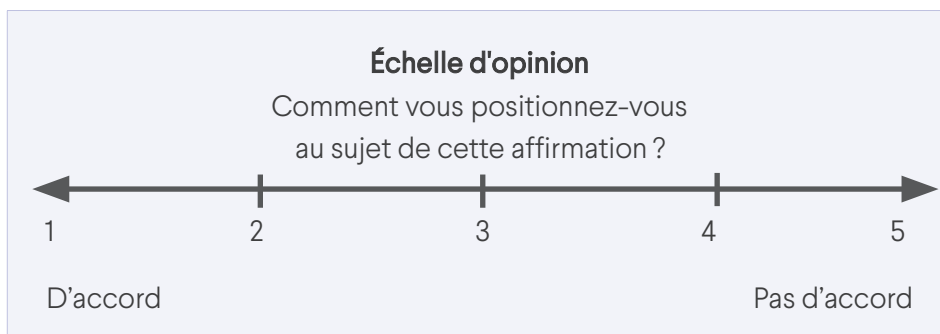 Échelle d'opinion
Comment vous positionnez-vous
au sujet de cette affirmation ?
1 2 3 4 5
D’accord Pas d’accord